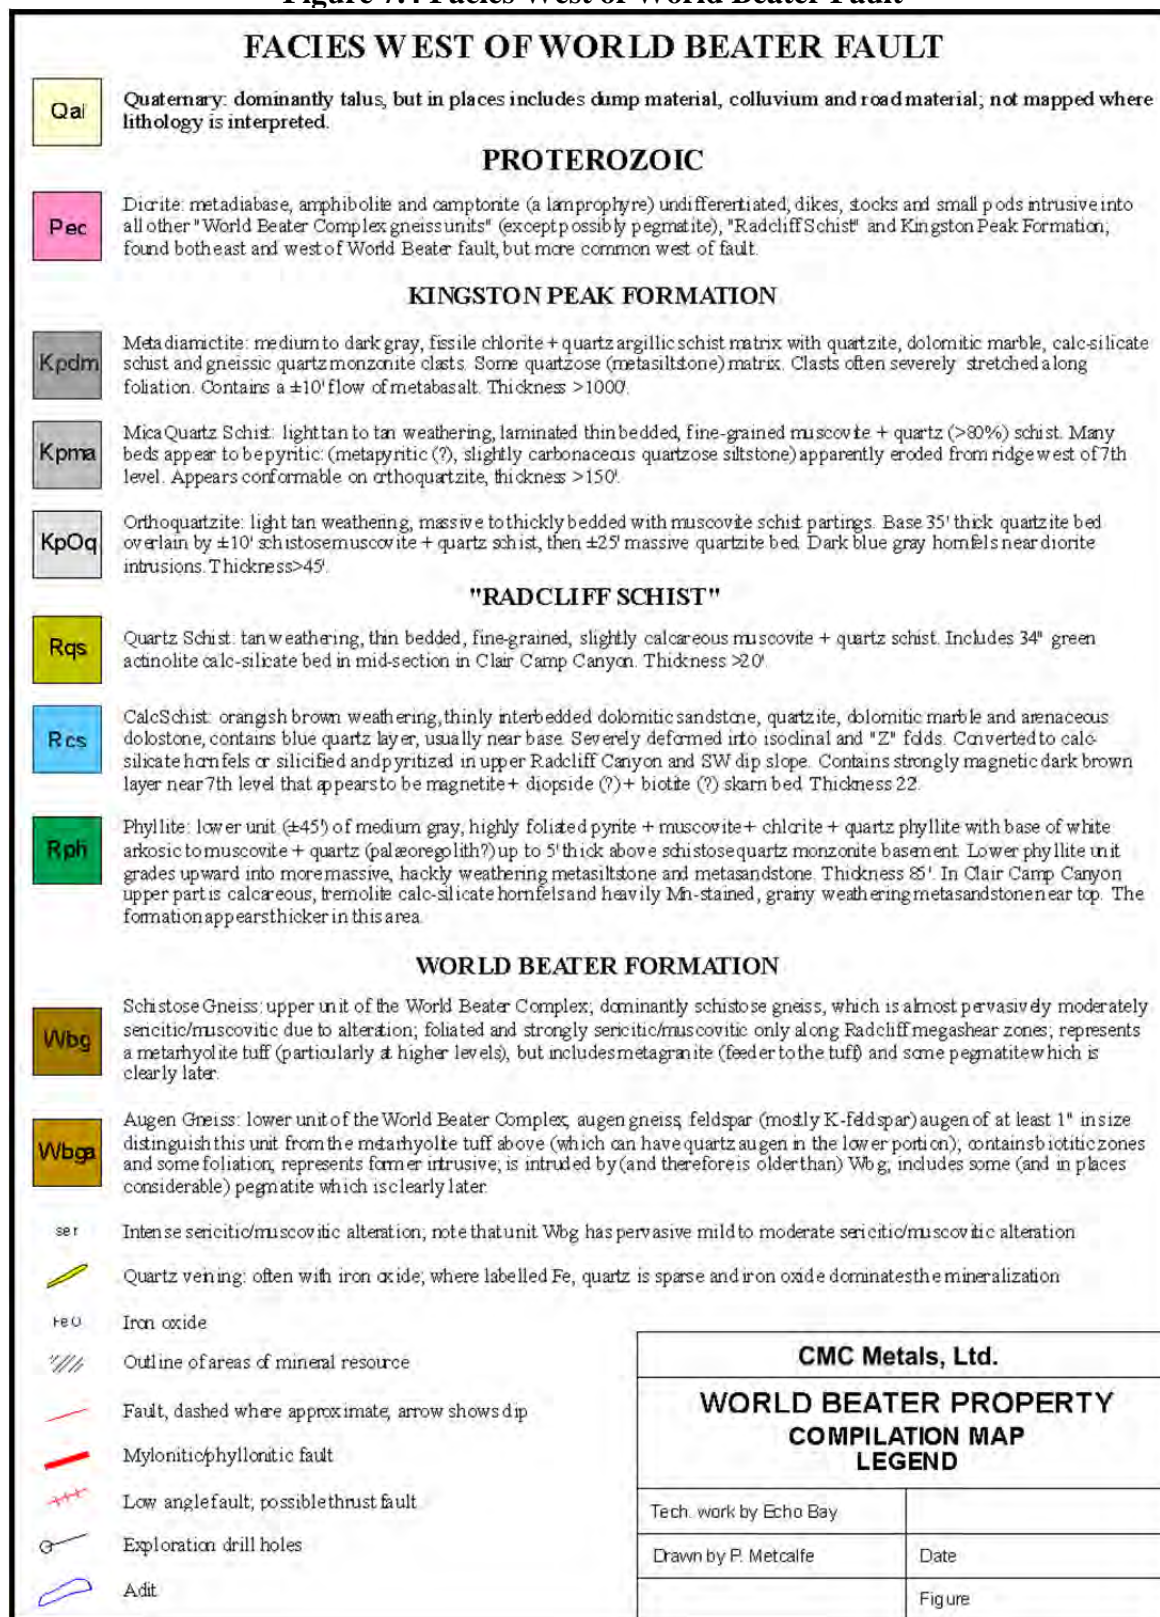 Figure 7.4 Facies West of World Beater Fault
FACIES WEST OF WORLD BEATER FAULT
Qal
Quaternary: dominantly talus, but in places includes dump material, colluvium and road material; not mapped where
lithology is interpreted.
PROTEROZOIC
Pec
Diorite: metadiabase, amphibolite and camptonite (a lamprophyre) undifferentiated, dikes, stocks and small pods intrusive into
all other "World Beater Complex gneiss units" (except possibly pegmatite), "Radcliff Schist" and Kingston Peak Formation;
found both east and west of World Beater fault, but more common west of fault.
KINGSTON PEAK FORMATION
Kpdm
Metadiamictite: medium to dark gray, fissile chlorite + quartz argillic schist matrix with quartzite, dolomitic marble, calc-silicate
schist and gneissic quartz monzonite clasts. Some quartzose (metasiltstone) matrix. Clasts often severely stretched along
foliation. Contains a ±10' flow of metabasalt. Thickness >1000'.
Kpma
Mica Quartz Schist: light tan to tan weathering, laminated thin bedded, fine-grained muscovite + quartz (>80%) schist. Many
beds appear to be pyritic: (metapyritic (?), slightly carbonaceous quartzose siltstone) apparently eroded from ridge west of 7th
level. Appears conformable on orthoquartzite, thickness >150'.
KpOq
Orthoquartzite: light tan weathering, massive to thickly bedded with muscovite schist partings. Base 35' thick quartzite bed
overlain by ±10' schistose muscovite + quartz schist, then ±25' massive quartzite bed. Dark blue gray hornfels near diorite
intrusions. Thickness>45'.
"RADCLIFF SCHIST"
Rqs
Quartz Schist: tan weathering, thin bedded, fine-grained, slightly calcareous muscovite + quartz schist. Includes 34" green
actinolite calc-silicate bed in mid-section in Clair Camp Canyon. Thickness >20'.
Rcs
Calc Schist: orangish brown weathering, thinly interbedded dolomitic sandstone, quartzite, dolomitic marble and arenaceous
dolostone, contains blue quartz layer, usually near base. Severely deformed into isoclinal and "Z" folds. Converted to calc-
silicate hornfels or silicified and pyritized in upper Radcliff Canyon and SW dip slope. Contains strongly magnetic dark brown
layer near 7th level that appears to be magnetite + diopside (?) + biotite (?) skarn bed. Thickness 22'.
Rph
Phyllite: lower unit (±45') of medium gray, highly foliated pyrite + muscovite + chlorite + quartz phyllite with base of white
arkosic to muscovite + quartz (palæoregolith?) up to 5' thick above schistose quartz monzonite basement. Lower phyllite unit
grades upward into more massive, hackly weathering metasiltstone and metasandstone. Thickness 85'. In Clair Camp Canyon
upper part is calcareous, tremolite calc-silicate hornfels and heavily Mn-stained, grainy weathering metasandstone near top. The
formation appears thicker in this area.
WORLD BEATER FORMATION
Wbg
Schistose Gneiss: upper unit of the World Beater Complex; dominantly schistose gneiss, which is almost pervasively moderately
sericitic/muscovitic due to alteration; foliated and strongly sericitic/muscovitic only along Radcliff megashear zones; represents
a metarhyolite tuff (particularly at higher levels), but includes metagranite (feeder to the tuff) and some pegmatite which is
clearly later.
Wbga
Augen Gneiss: lower unit of the World Beater Complex, augen gneiss, feldspar (mostly K-feldspar) augen of at least 1" in size
distinguish this unit from the metarhyolite tuff above (which can have quartz augen in the lower portion); contains biotitic zones
and some foliation; represents former intrusive; is intruded by (and therefore is older than) Wbg; includes some (and in places
considerable) pegmatite which is clearly later.
ser
Intense sericitic/muscovitic alteration; note that unit Wbg has pervasive mild to moderate sericitic/muscovitic alteration
Quartz vening: often with iron oxide; where labelled Fe, quartz is sparse and iron oxide dominates the mineralization
FeO
Iron oxide
Outline of areas of mineral resource
Fault, dashed where approximate, arrow shows dip
Mylonitic/phyllonitic fault
Low angle fault; possible thrust fault
Exploration drill holes
Adit
CMC Metals, Ltd.
WORLD BEATER PROPERTY
COMPILATION MAP
LEGEND
Tech. work by Echo Bay
Drawn by P. Metcalfe
Date
Figure